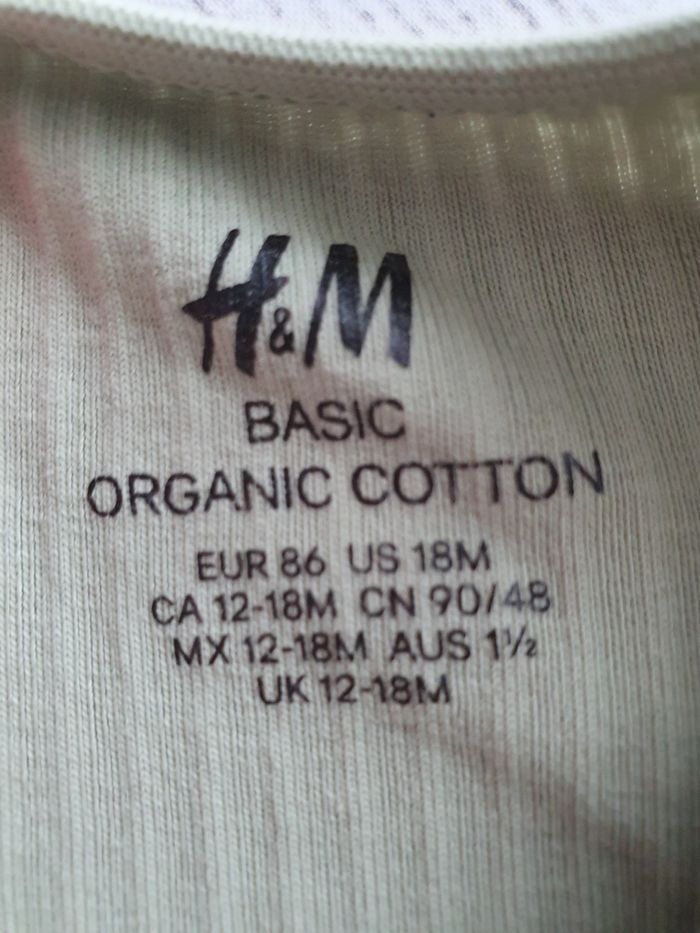 H&M
BASIC
ORGANIC COTTON
EUR 86 US 18M
CA 12-18M CN 90/48
MX 12-18M AUS 1½
UK 12-18M